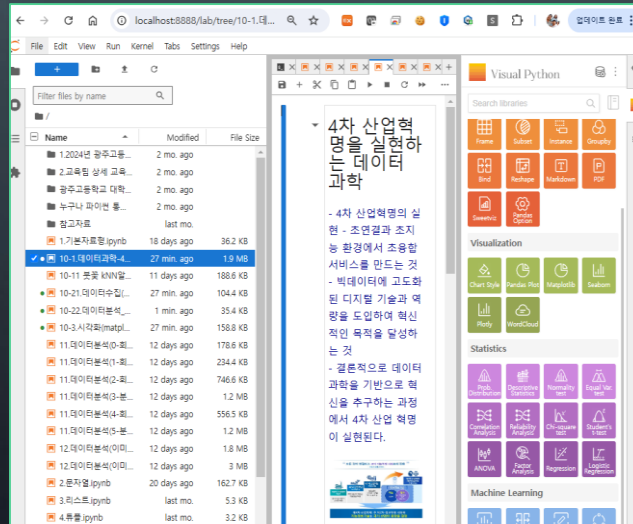 localhost:8888/lab/tree/10-1.데...
업데이트 완료
File Edit View Run Kernel Tabs Settings Help
Filter files by name
/
Name Modified File Size
1.2024년 광주고등... 2 mo. ago
2.교육팀 상세 교육... 2 mo. ago
광주고등학교 대학... 2 mo. ago
누구나 파이썬 통... 2 mo. ago
참고자료 last mo.
1.기본자료형.ipynb 18 days ago 36.2 KB
10-1.데이터과학-4... 27 min. ago 1.9 MB
10-11 붓꽃 kNN알... 11 days ago 188.6 KB
10-21.데이터수집(... 27 min. ago 104.4 KB
10-22.데이터분석_... 1 min. ago 35.4 KB
10-3.시각화(matpl... 27 min. ago 158.8 KB
11.데이터분석(0-회... 12 days ago 178.6 KB
11.데이터분석(1-회... 12 days ago 234.4 KB
11.데이터분석(2-회... 12 days ago 746.6 KB
11.데이터분석(3-분... 12 days ago 1.2 MB
11.데이터분석(4-회... 12 days ago 556.5 KB
11.데이터분석(5-분... 12 days ago 1.2 MB
12.데이터분석(이미... 12 days ago 1.8 MB
12.데이터분석(이미... 12 days ago 3 MB
2.문자열.ipynb 20 days ago 162.7 KB
3.리스트.ipynb last mo. 5.3 KB
4.튜플.ipynb last mo. 3.2 KB
4차 산업혁
명을 실현하
는 데이터
과학
- 4차 산업혁명의 실
현 - 초연결과 초지
능 환경에서 초융합
서비스를 만드는 것
- 빅데이터에 고도화
된 디지털 기술과 역
량을 도입하여 혁신
적인 목적을 달성하
는 것
- 결론적으로 데이터
과학을 기반으로 혁
신을 추구하는 과정
에서 4차 산업 혁명
이 실현된다.
Visual Python
Search libraries
Frame Subset Instance Groupby
Bind Reshape Markdown PDF
Sweetviz Pandas Option
Visualization
Chart Style Pandas Plot Matplotlib Seaborn
Plotly WordCloud
Statistics
Prob. Distribution Descriptive Statistics Normality test Equal Var. test
Correlation Analysis Reliability Analysis Chi-square test Student's t-test
ANOVA Factor Analysis Regression Logistic Regression
Machine Learning